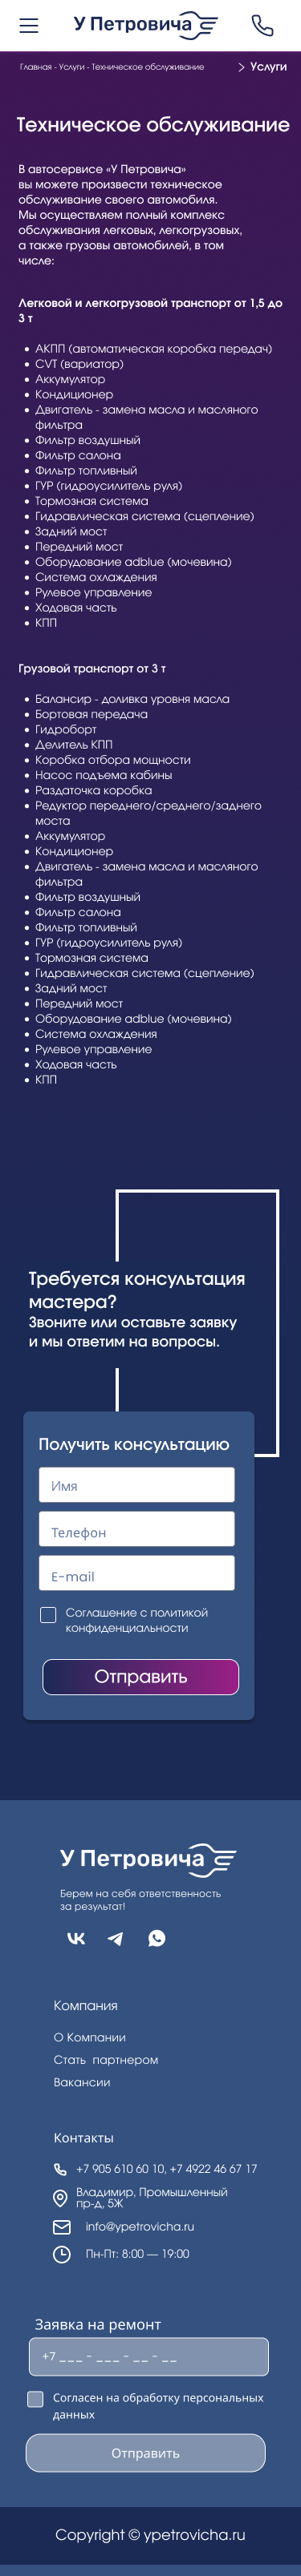 У Петровича
Главная - Услуги - Техническое обслуживание
Услуги
Техническое обслуживание
В автосервисе «У Петровича»
вы можете произвести техническое
обслуживание своего автомобиля.
Мы осуществляем полный комплекс
обслуживания легковых, легкогрузовых,
а также грузовы автомобилей, в том
числе:
Легковой и легкогрузовой транспорт от 1,5 до
3 т
• АКПП (автоматическая коробка передач)
• CVT (вариатор)
• Аккумулятор
• Кондиционер
• Двигатель - замена масла и масляного
фильтра
• Фильтр воздушный
• Фильтр салона
• Фильтр топливный
• ГУР (гидроусилитель руля)
• Тормозная система
• Гидравлическая система (сцепление)
• Задний мост
• Передний мост
• Оборудование adblue (мочевина)
• Система охлаждения
• Рулевое управление
• Ходовая часть
• КПП
Грузовой транспорт от 3 т
• Балансир - доливка уровня масла
• Бортовая передача
• Гидроборт
• Делитель КПП
• Коробка отбора мощности
• Насос подъема кабины
• Раздаточка коробка
• Редуктор переднего/среднего/заднего
моста
• Аккумулятор
• Кондиционер
• Двигатель - замена масла и масляного
фильтра
• Фильтр воздушный
• Фильтр салона
• Фильтр топливный
• ГУР (гидроусилитель руля)
• Тормозная система
• Гидравлическая система (сцепление)
• Задний мост
• Передний мост
• Оборудование adblue (мочевина)
• Система охлаждения
• Рулевое управление
• Ходовая часть
• КПП
Требуется консультация
мастера?
Звоните или оставьте заявку
и мы ответим на вопросы.
Получить консультацию
Имя
Телефон
E-mail
Соглашение с политикой
конфиденциальности
Отправить
У Петровича
Берем на себя ответственность
за результат!
Компания
О Компании
Стать партнером
Вакансии
Контакты
+7 905 610 60 10, +7 4922 46 67 17
Владимир, Промышленный
пр-д, 5Ж
info@ypetrovicha.ru
Пн-Пт: 8:00 — 19:00
Заявка на ремонт
+7 _ _ _ - _ _ _ - _ _ - _ _
Согласен на обработку персональных
данных
Отправить
Copyright © ypetrovicha.ru